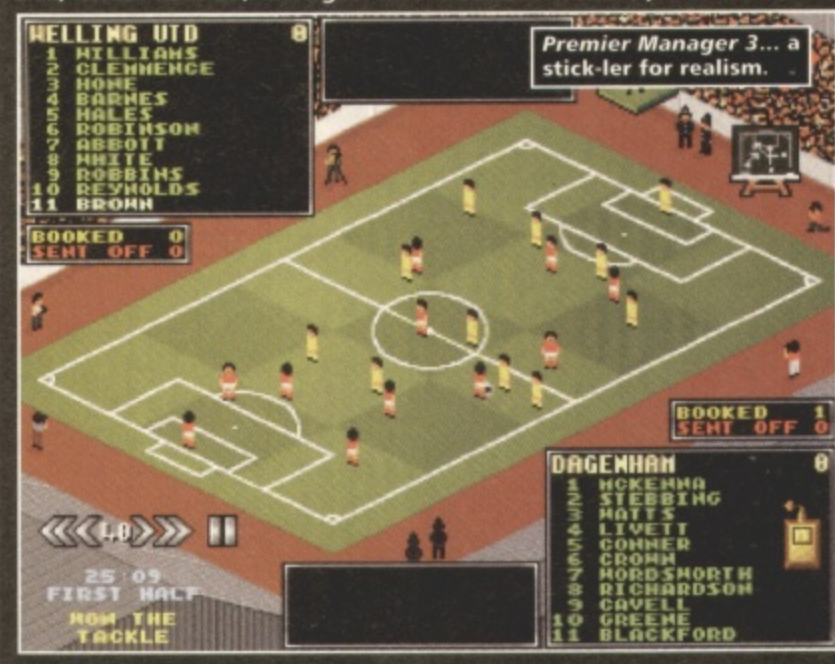 WELLING UTD 0
1 WILLIAMS
2 CLEMMENCE
3 HONE
4 BARNES
5 HALES
6 ROBINSON
7 ABBOTT
8 WHITE
9 ROBBINS
10 REYNOLDS
11 BROWN
BOOKED 0
SENT OFF 0
Premier Manager 3... a
stick-ler for realism.
BOOKED 1
SENT OFF 0
DAGENHAM 0
1 MCKENNA
2 STEBBING
3 WATTS
4 LIVETT
5 CONNER
6 CROWN
7 WORDSWORTH
8 RICHARDSON
9 CAVELL
10 GREENE
11 BLACKFORD
40
25:09
FIRST HALF
WON THE
TACKLE